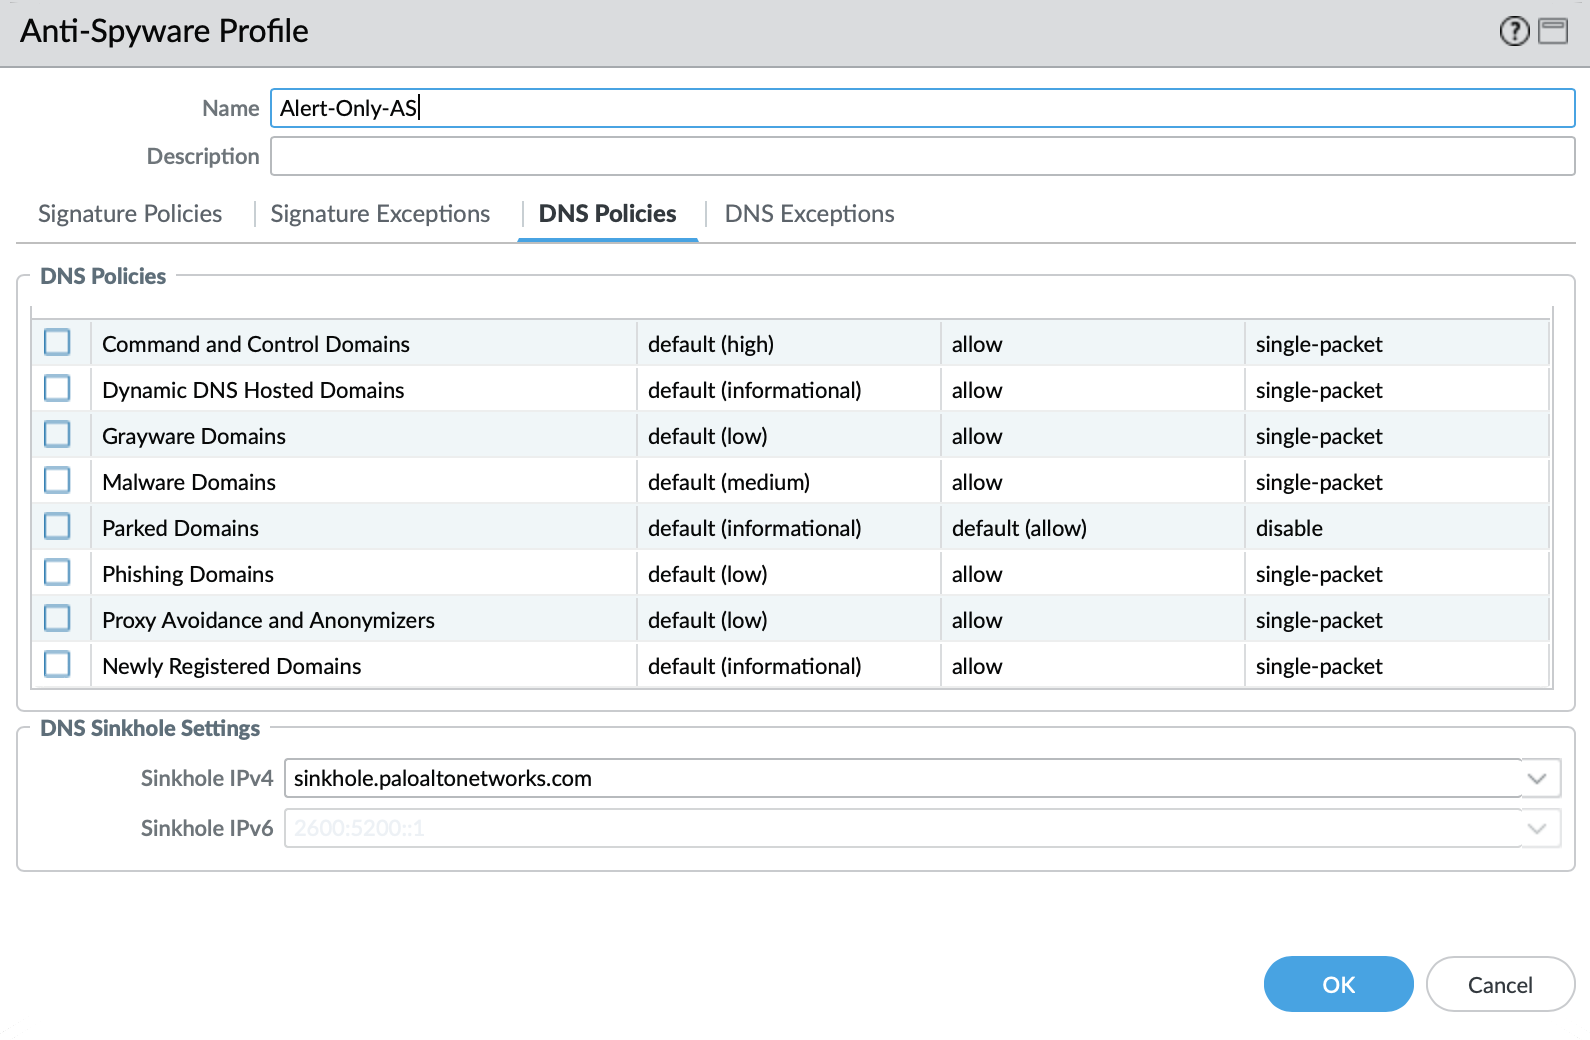 Anti-Spyware Profile
?
Name Alert-Only-AS
Description
Signature Policies Signature Exceptions DNS Policies DNS Exceptions
DNS Policies
Command and Control Domains default (high) allow single-packet
Dynamic DNS Hosted Domains default (informational) allow single-packet
Grayware Domains default (low) allow single-packet
Malware Domains default (medium) allow single-packet
Parked Domains default (informational) default (allow) disable
Phishing Domains default (low) allow single-packet
Proxy Avoidance and Anonymizers default (low) allow single-packet
Newly Registered Domains default (informational) allow single-packet
DNS Sinkhole Settings
Sinkhole IPv4 sinkhole.paloaltonetworks.com
Sinkhole IPv6 2600:5200::1
OK Cancel